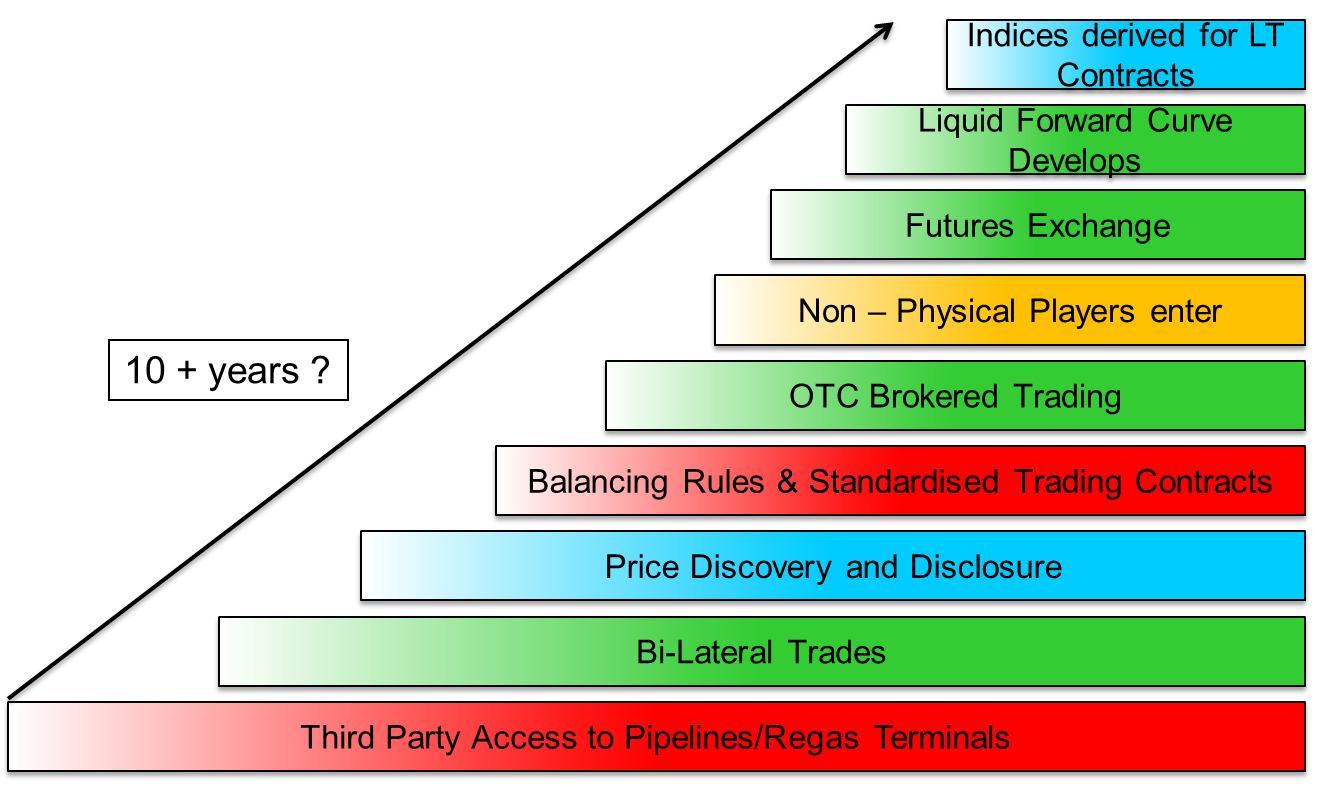 Indices derived for LT
Contracts
Liquid Forward Curve
Develops
Futures Exchange
Non – Physical Players enter
10 + years ?
OTC Brokered Trading
Balancing Rules & Standardised Trading Contracts
Price Discovery and Disclosure
Bi-Lateral Trades
Third Party Access to Pipelines/Regas Terminals